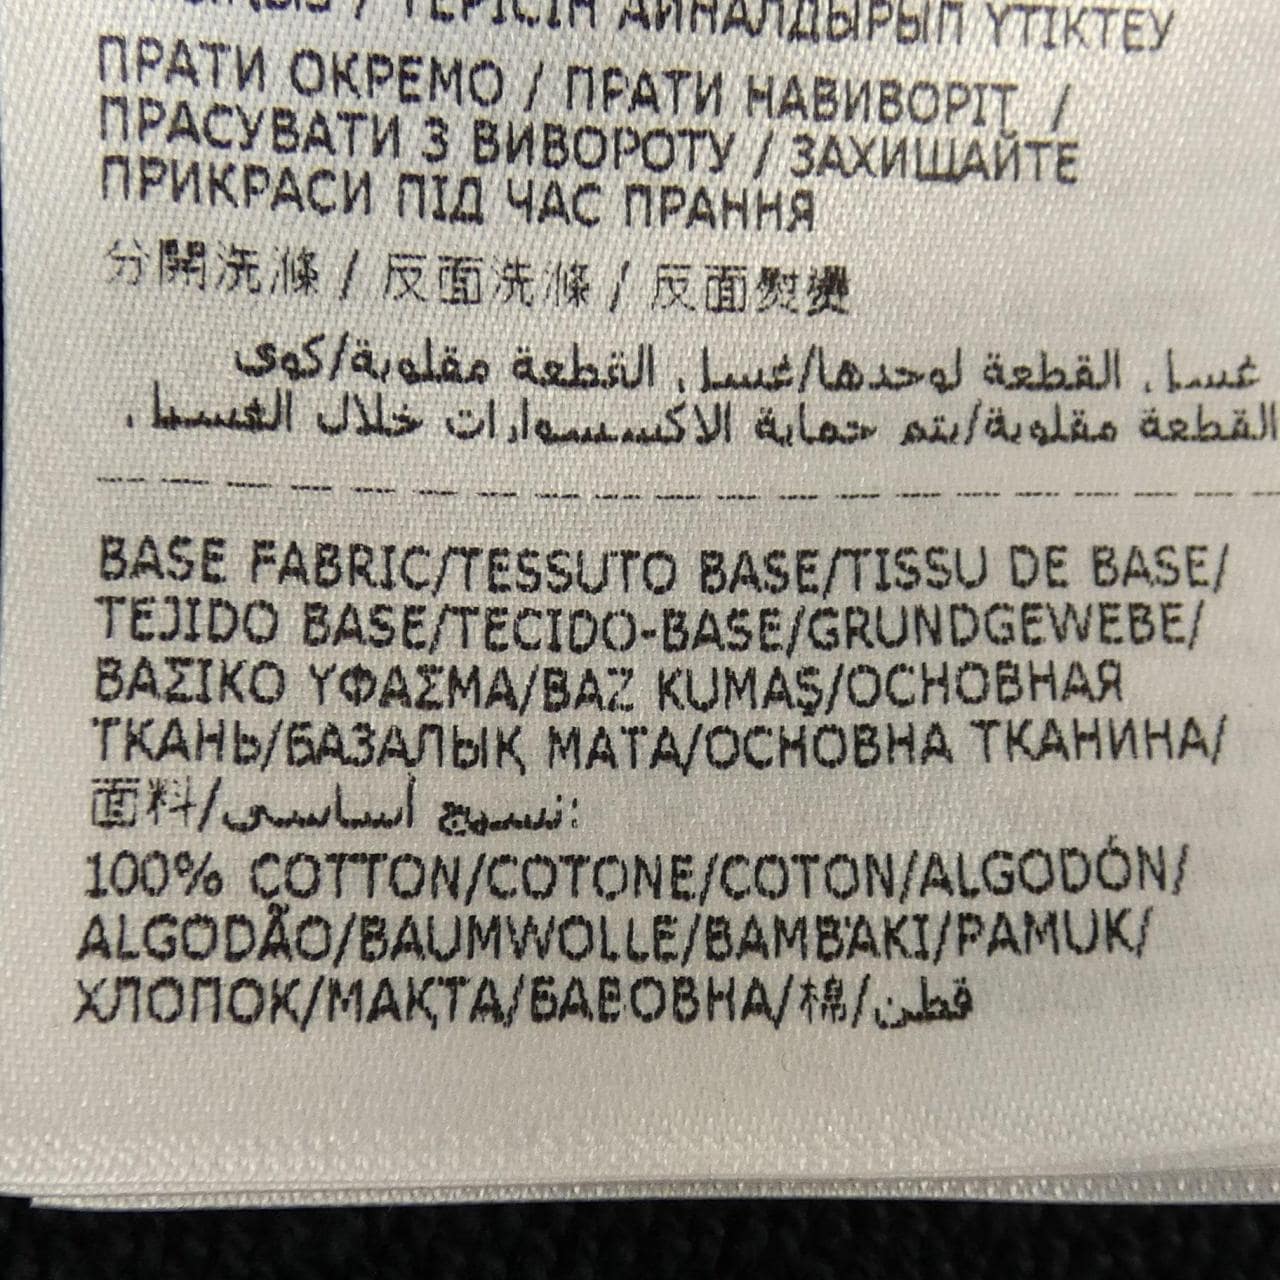 / ТЕРІСІН АЙНАЛДЫРЫП ҮТІКТЕУ
ПРАТИ ОКРЕМО / ПРАТИ НАВИВОРІТ /
ПРАСУВАТИ З ВИВОРОТУ / ЗАХИЩАЙТЕ
ПРИКРАСИ ПІД ЧАС ПРАННЯ
分開洗滌 / 反面洗滌 / 反面熨燙
غسل القطعة لوحدها/غسل القطعة مقلوبة/كوي
القطعة مقلوبة/يتم حماية الاكسسوارات خلال الغسيل.
BASE FABRIC/TESSUTO BASE/TISSU DE BASE/
TEJIDO BASE/TECIDO-BASE/GRUNDGEWEBE/
ΒΑΣΙΚΟ ΥΦΑΣΜΑ/BAZ KUMAŞ/ОСНОВНАЯ
ТКАНЬ/БАЗАЛЫҚ МАТА/ОСНОВНА ТКАНИНА/
面料/نسيج أساسي:
100% COTTON/COTONE/COTON/ALGODÓN/
ALGODÃO/BAUMWOLLE/BAMBAKI/PAMUK/
ХЛОПОК/МАҚТА/БАВОВНА/棉/قطن